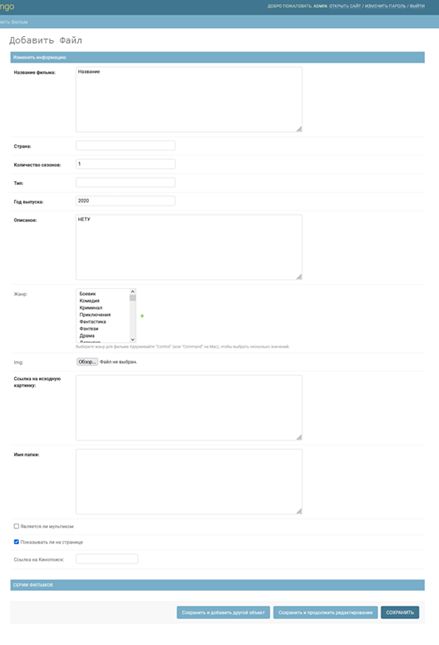 ngo
ДОБРО ПОЖАЛОВАТЬ, ADMIN. ОТКРЫТЬ САЙТ / ИЗМЕНИТЬ ПАРОЛЬ / ВЫЙТИ
Добавить Файл
Изменить информацию
Название фильма:
Название
Страна:
Количество сезонов:
1
Тип:
Год выпуска:
2020
Описание:
НЕТУ
Жанр:
Боевик
Комедия
Криминал
Приключения
Фантастика
Фэнтези
Драма
Выберите жанр для фильма Удерживайте "Control" (или "Command" на Mac), чтобы выбрать несколько значений.
Img:
Обзор... Файл не выбран.
Ссылка на исходную
картинку:
Имя папки:
Является ли мультиком
Показывать ли на странице
Ссылка на Кинопоиск:
СЕРИИ ФИЛЬМОВ
Сохранить и добавить другой объект
Сохранить и продолжить редактирование
СОХРАНИТЬ